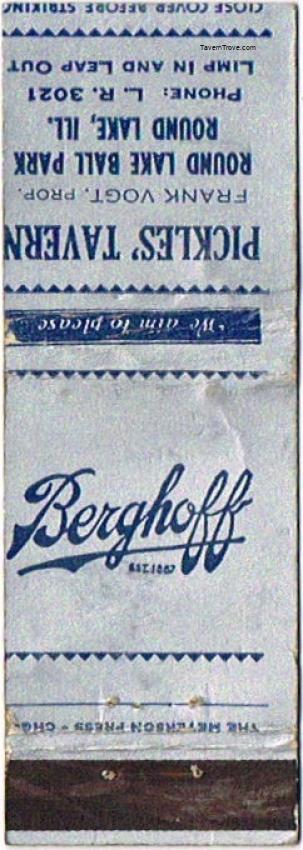 TavernTrove.com
"We aim to please"
PICKLES' TAVERN
FRANK VOGT, PROP.
ROUND LAKE BALL PARK
ROUND LAKE, ILL.
PHONE: L. R. 3021
LIMP IN AND LEAP OUT
CLOSE COVER BEFORE STRIKING
Berghoff
THE MEYERSON PRESS - CHG.